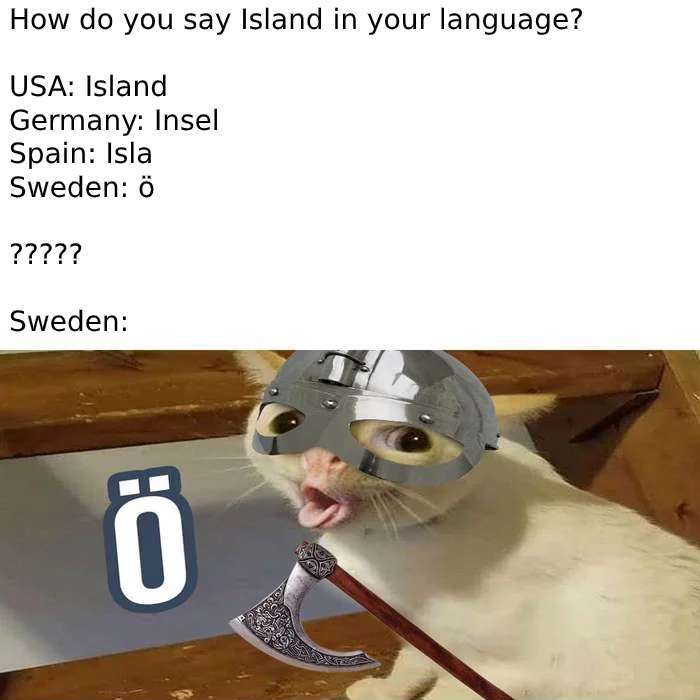 How do you say Island in your language?
USA: Island
Germany: Insel
Spain: Isla
Sweden: ö
?????
Sweden:
Ö